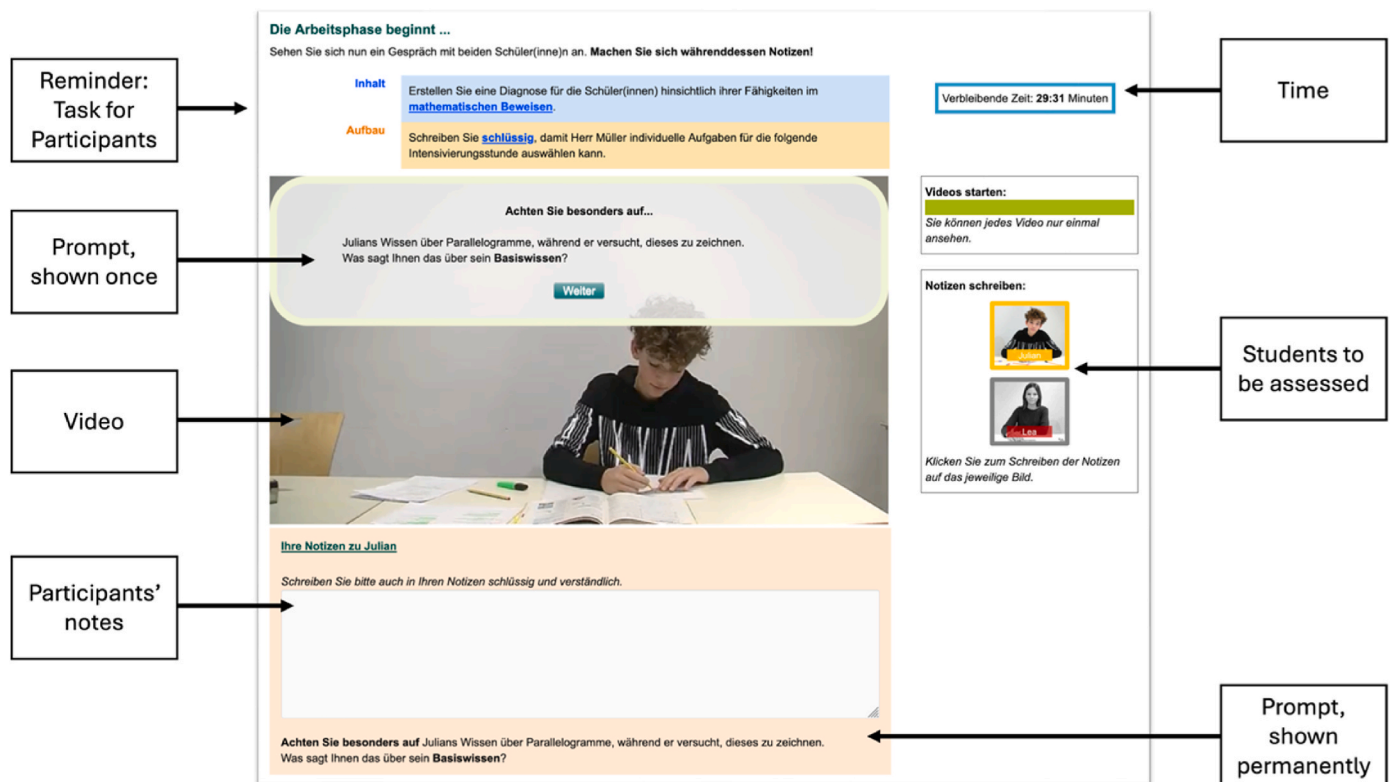 Die Arbeitsphase beginnt ...
Sehen Sie sich nun ein Gespräch mit beiden Schüler(inne)n an. Machen Sie sich währenddessen Notizen!
Reminder:
Task for
Participants
Inhalt
Erstellen Sie eine Diagnose für die Schüler(innen) hinsichtlich ihrer Fähigkeiten im
mathematischen Beweisen.
Aufbau
Schreiben Sie schlüssig, damit Herr Müller individuelle Aufgaben für die folgende
Intensivierungsstunde auswählen kann.
Verbleibende Zeit: 29:31 Minuten
Time
Prompt,
shown once
Achten Sie besonders auf...
Julians Wissen über Parallelogramme, während er versucht, dieses zu zeichnen.
Was sagt Ihnen das über sein Basiswissen?
Weiter
Videos starten:
Sie können jedes Video nur einmal
ansehen.
Notizen schreiben:
Julian
Lea
Klicken Sie zum Schreiben der Notizen
auf das jeweilige Bild.
Students to
be assessed
Video
Participants’
notes
Ihre Notizen zu Julian
Schreiben Sie bitte auch in Ihren Notizen schlüssig und verständlich.
Achten Sie besonders auf Julians Wissen über Parallelogramme, während er versucht, dieses zu zeichnen.
Was sagt Ihnen das über sein Basiswissen?
Prompt,
shown
permanently